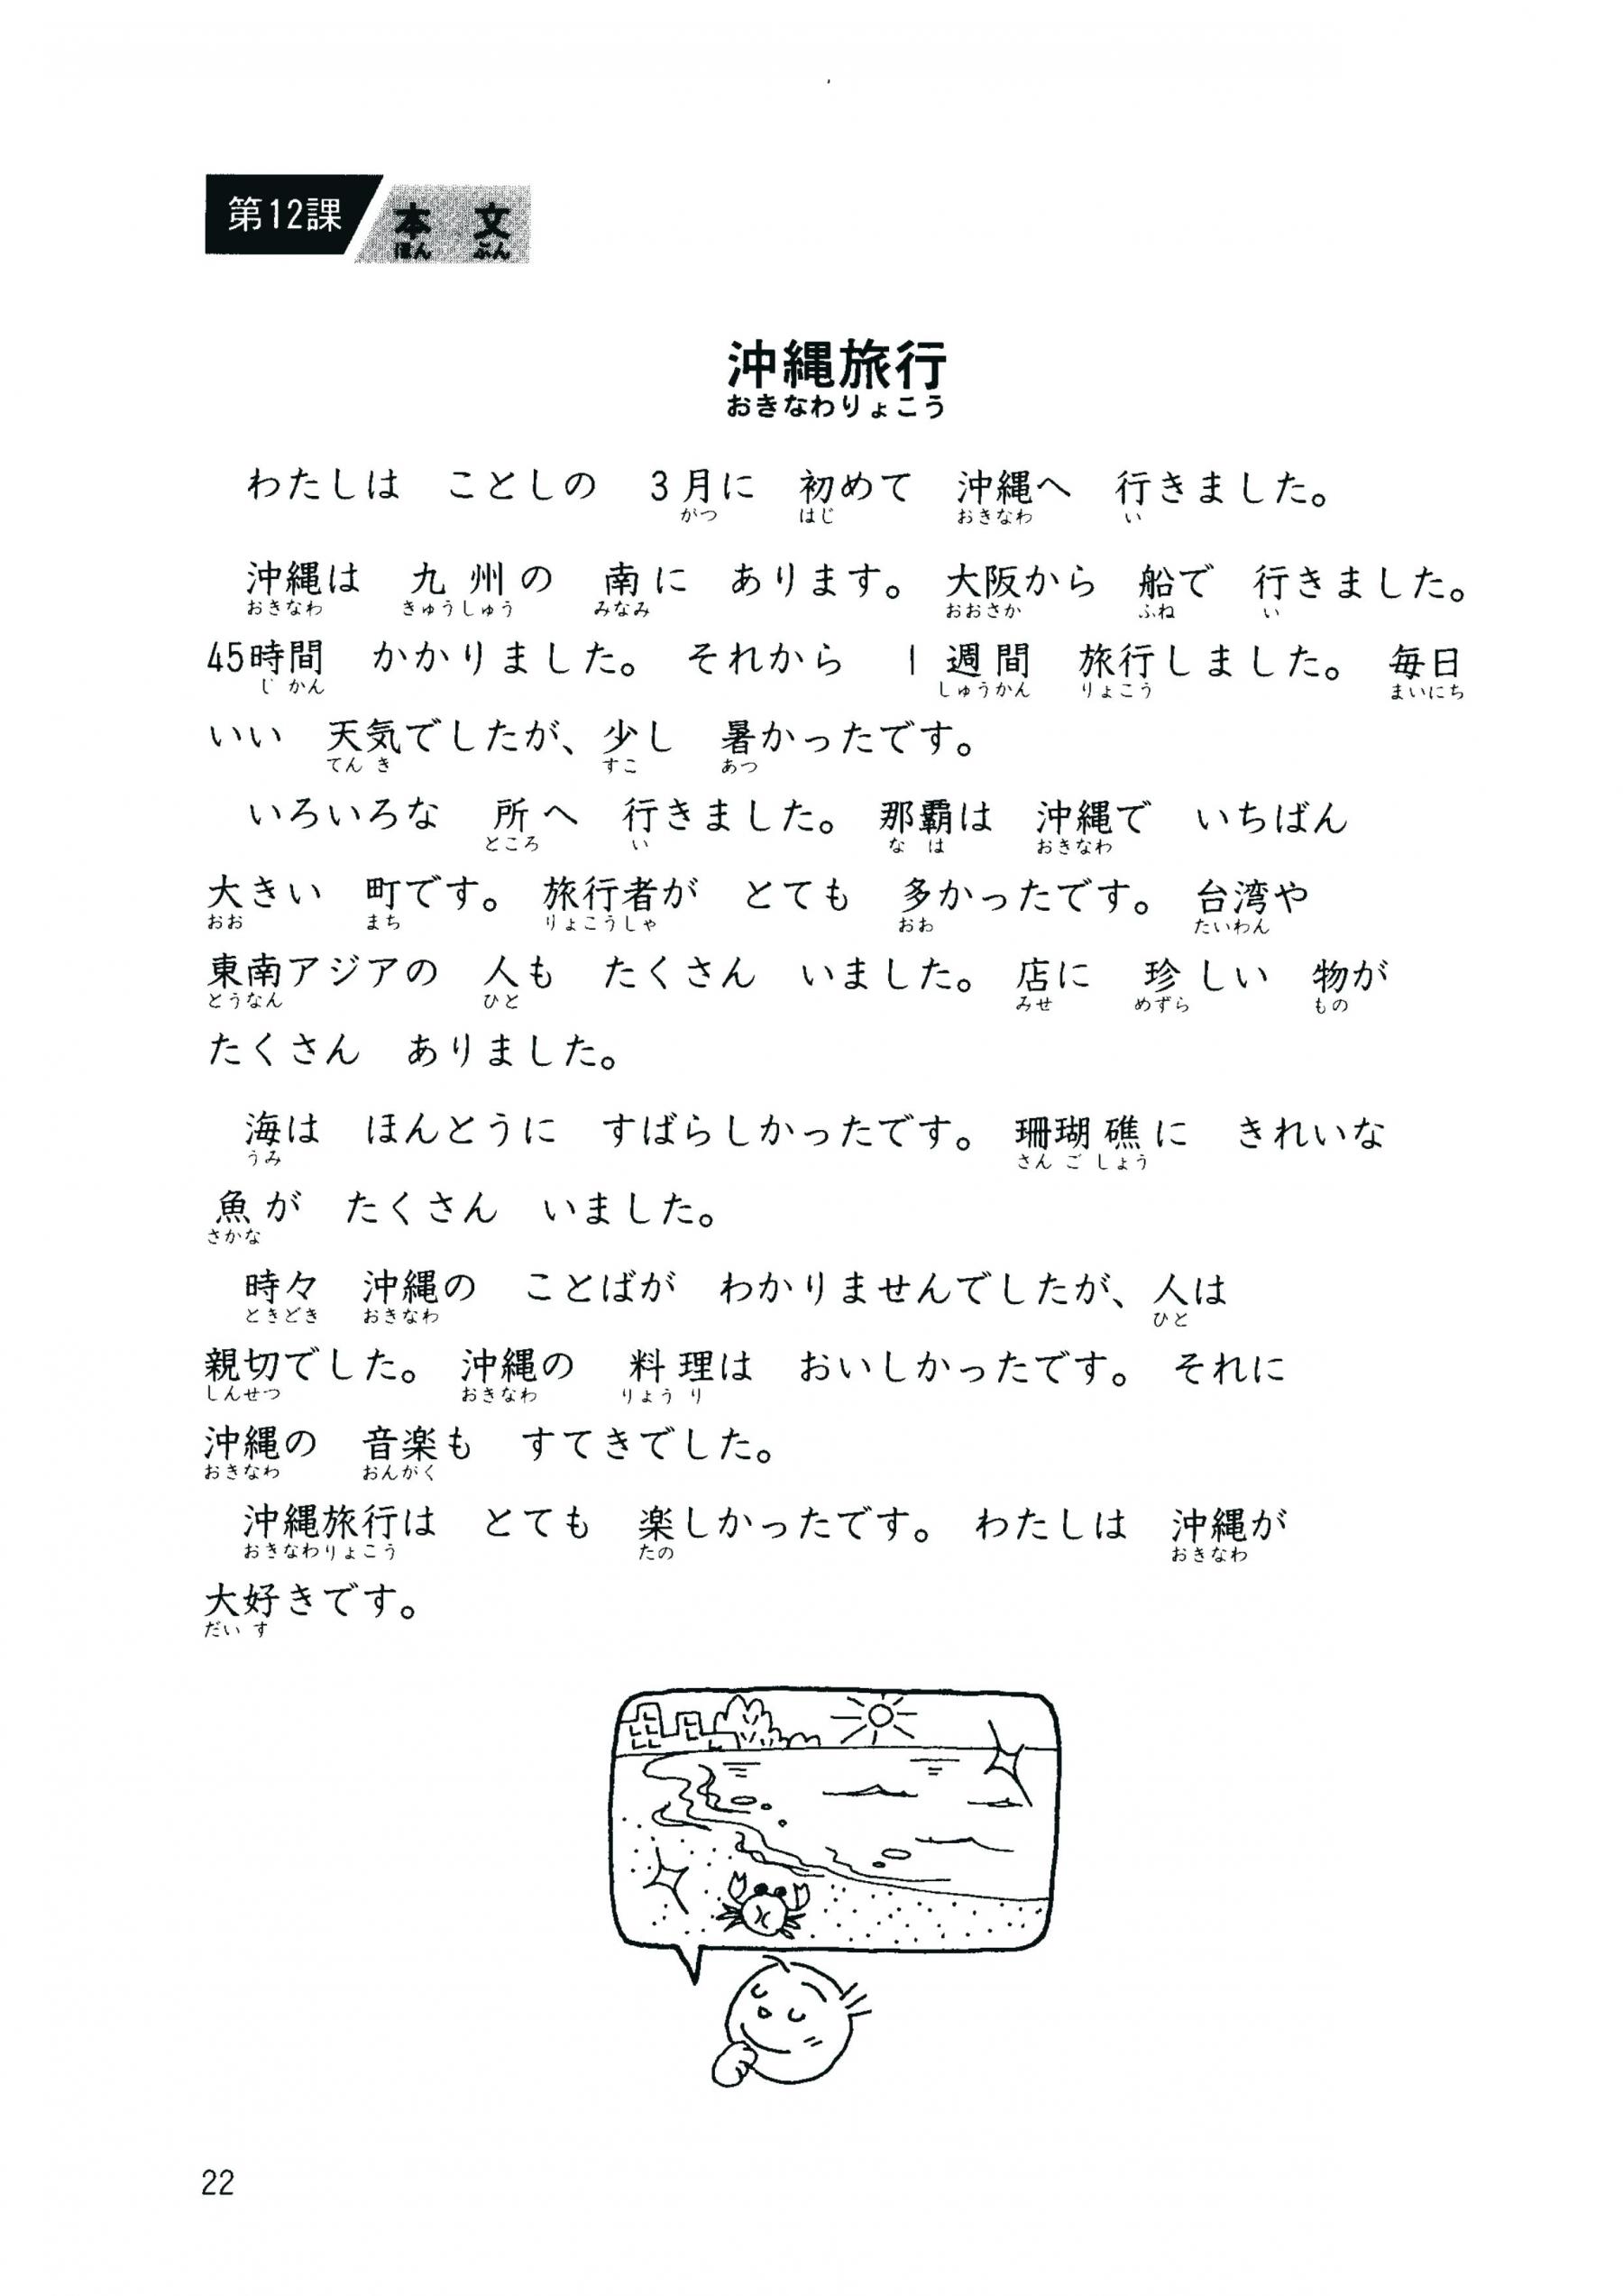 第12課 本文
ほん ぶん
沖縄旅行
おきなわりょこう
わたしは ことしの 3月に 初めて 沖縄へ 行きました。
がつ はじ おきなわ い
沖縄は 九州の 南に あります。 大阪から 船で 行きました。
おきなわ きゅうしゅう みなみ おおさか ふね い
45時間 かかりました。 それから 1週間 旅行しました。 毎日
じかん しゅうかん りょこう まいにち
いい 天気でしたが、少し 暑かったです。
てんき すこ あつ
いろいろな 所へ 行きました。 那覇は 沖縄で いちばん
ところ い なは おきなわ
大きい 町です。 旅行者が とても 多かったです。 台湾や
おお まち りょこうしゃ おお たいわん
東南アジアの 人も たくさん いました。 店に 珍しい 物が
とうなん ひと みせ めずら もの
たくさん ありました。
海は ほんとうに すばらしかったです。 珊瑚礁に きれいな
うみ さんごしょう
魚が たくさん いました。
さかな
時々 沖縄の ことばが わかりませんでしたが、人は
ときどき おきなわ ひと
親切でした。 沖縄の 料理は おいしかったです。 それに
しんせつ おきなわ りょうり
沖縄の 音楽も すてきでした。
おきなわ おんがく
沖縄旅行は とても 楽しかったです。 わたしは 沖縄が
おきなわりょこう たの おきなわ
大好きです。
だいす
22